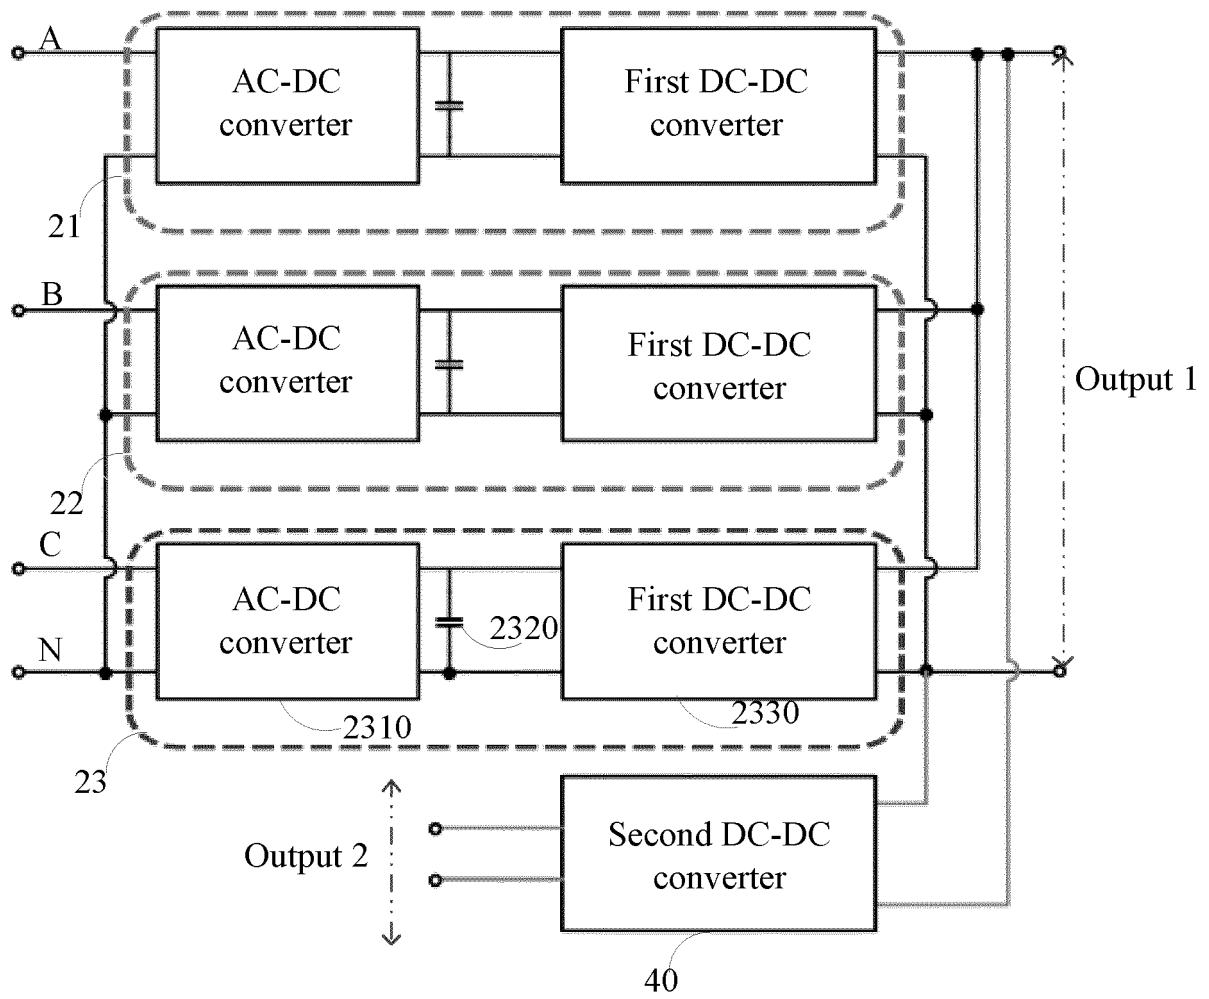 A
AC-DC
converter
First DC-DC
converter
21
B
AC-DC
converter
First DC-DC
converter
Output 1
22
C
AC-DC
converter
First DC-DC
converter
2320
N
2310
2330
23
Second DC-DC
converter
Output 2
40